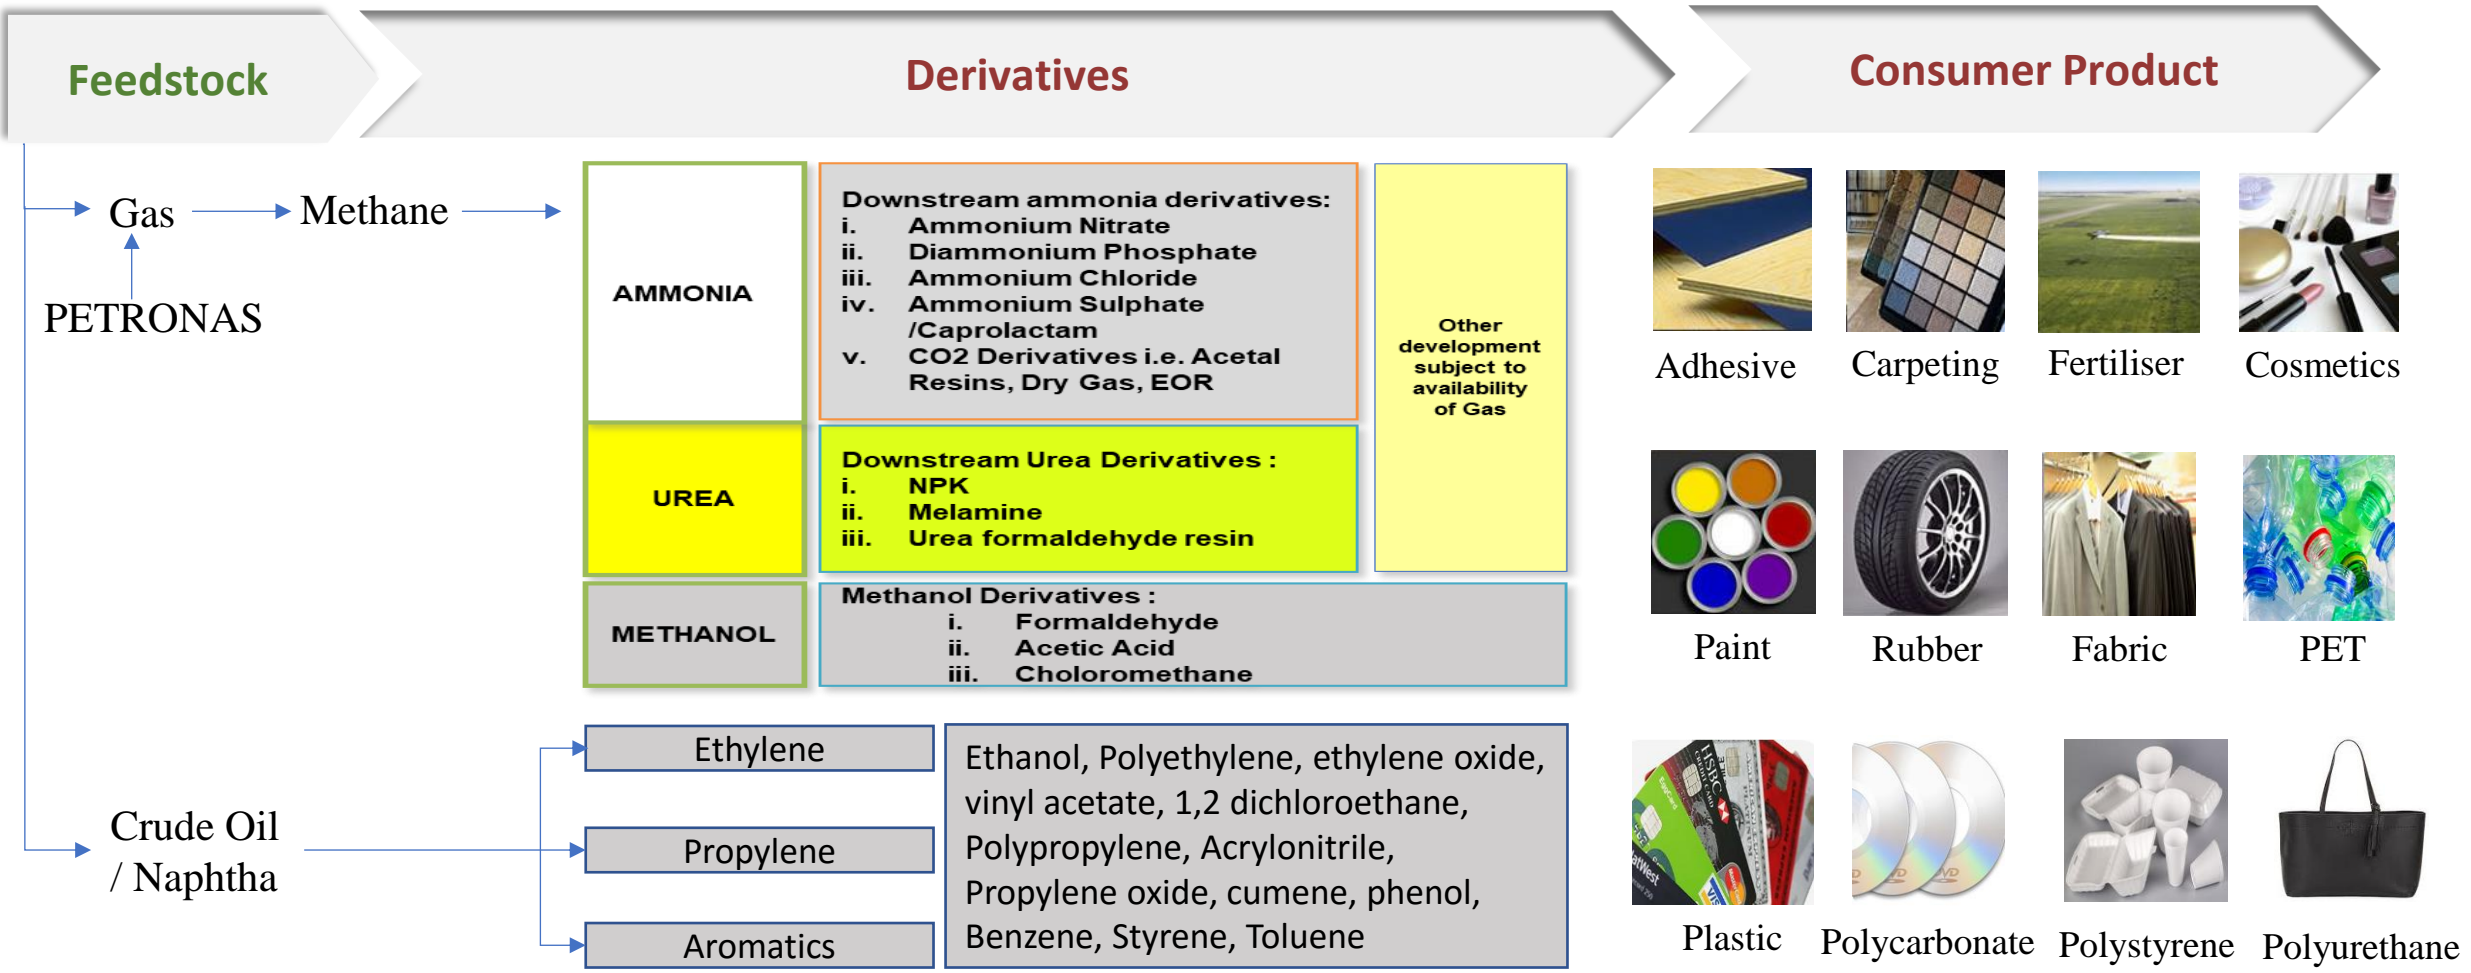 Feedstock
Derivatives
Consumer Product
Gas
Methane
PETRONAS
AMMONIA
Downstream ammonia derivatives:
i. Ammonium Nitrate
ii. Diammonium Phosphate
iii. Ammonium Chloride
iv. Ammonium Sulphate
/Caprolactam
v. CO2 Derivatives i.e. Acetal
Resins, Dry Gas, EOR
Other
development
subject to
availability
of Gas
UREA
Downstream Urea Derivatives :
i. NPK
ii. Melamine
iii. Urea formaldehyde resin
METHANOL
Methanol Derivatives :
i. Formaldehyde
ii. Acetic Acid
iii. Choloromethane
Crude Oil
/ Naphtha
Ethylene
Propylene
Aromatics
Ethanol, Polyethylene, ethylene oxide,
vinyl acetate, 1,2 dichloroethane,
Polypropylene, Acrylonitrile,
Propylene oxide, cumene, phenol,
Benzene, Styrene, Toluene
Adhesive
Carpeting
Fertiliser
Cosmetics
Paint
Rubber
Fabric
PET
HSBC
NatWest
VISA
Plastic
Polycarbonate
Polystyrene
Polyurethane